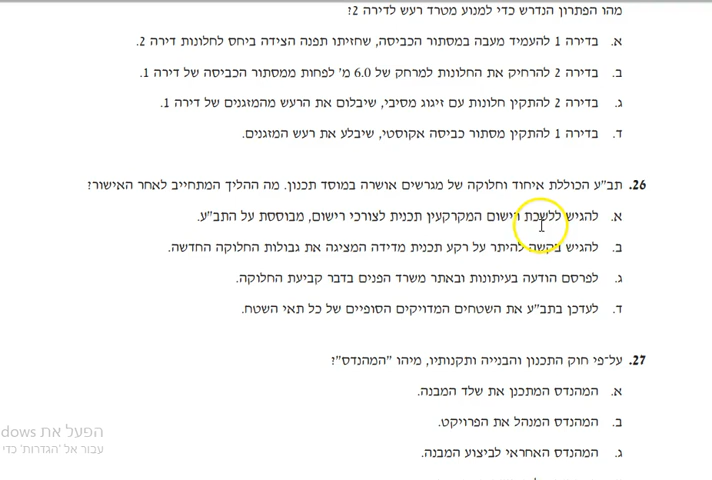 מהו הפתרון הנדרש כדי למנוע מטרד רעש לדירה 2?
א. בדירה 1 להעמיד מעבה במסתור הכביסה, שחזיתו תפנה הצידה ביחס לחלונות דירה 2.
ב. בדירה 2 להרחיק את החלונות למרחק של 6.0 מ' לפחות ממסתור הכביסה של דירה 1.
ג. בדירה 2 להתקין חלונות עם זיגוג מסיבי, שיבלום את הרעש מהמזגנים של דירה 1.
ד. בדירה 1 להתקין מסתור כביסה אקוסטי, שיבלע את רעש המזגנים.
26. תב"ע הכוללת איחוד וחלוקה של מגרשים אושרה במוסד תכנון. מה ההליך המתחייב לאחר האישור?
א. להגיש ללשכת רישום המקרקעין תכנית לצורכי רישום, מבוססת על התב"ע.
ב. להגיש בקשה להיתר על רקע תכנית מדידה המציגה את גבולות החלוקה החדשה.
ג. לפרסם הודעה בעיתונות ובאתר משרד הפנים בדבר קביעת החלוקה.
ד. לעדכן בתב"ע את השטחים המדויקים הסופיים של כל תאי השטח.
27. על־פי חוק התכנון והבנייה ותקנותיו, מיהו "המהנדס"?
א. המהנדס המתכנן את שלד המבנה.
ב. המהנדס המנהל את הפרויקט.
ג. המהנדס האחראי לביצוע המבנה.
הפעל את dows
עבור אל 'הגדרות' כדי